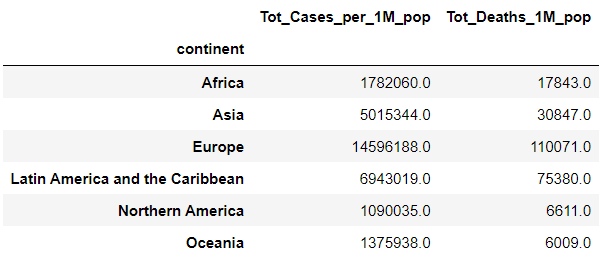 Tot_Cases_per_1M_pop Tot_Deaths_1M_pop
continent
Africa 1782060.0 17843.0
Asia 5015344.0 30847.0
Europe 14596188.0 110071.0
Latin America and the Caribbean 6943019.0 75380.0
Northern America 1090035.0 6611.0
Oceania 1375938.0 6009.0